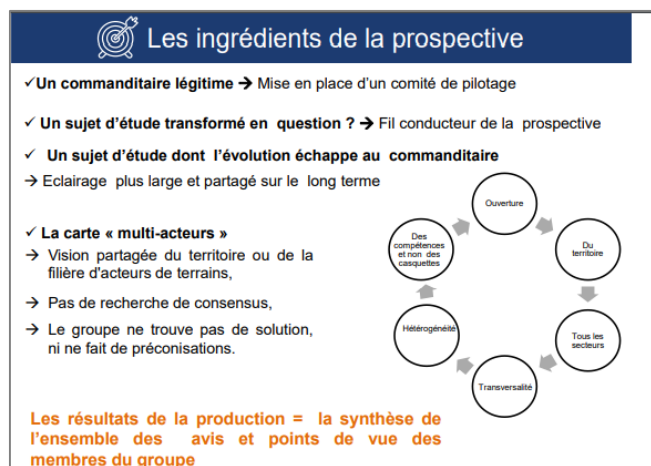 Les ingrédients de la prospective
✓Un commanditaire légitime → Mise en place d'un comité de pilotage
✓ Un sujet d'étude transformé en question ? → Fil conducteur de la prospective
✓ Un sujet d'étude dont l'évolution échappe au commanditaire
→ Eclairage plus large et partagé sur le long terme
✓ La carte « multi-acteurs »
→ Vision partagée du territoire ou de la
filière d'acteurs de terrains,
→ Pas de recherche de consensus,
→ Le groupe ne trouve pas de solution,
ni ne fait de préconisations.
Ouverture
Du
territoire
Tous les
secteurs
Transversalité
Hétérogénéité
Des
compétences
et non des
casquettes
Les résultats de la production = la synthèse de
l'ensemble des avis et points de vue des
membres du groupe